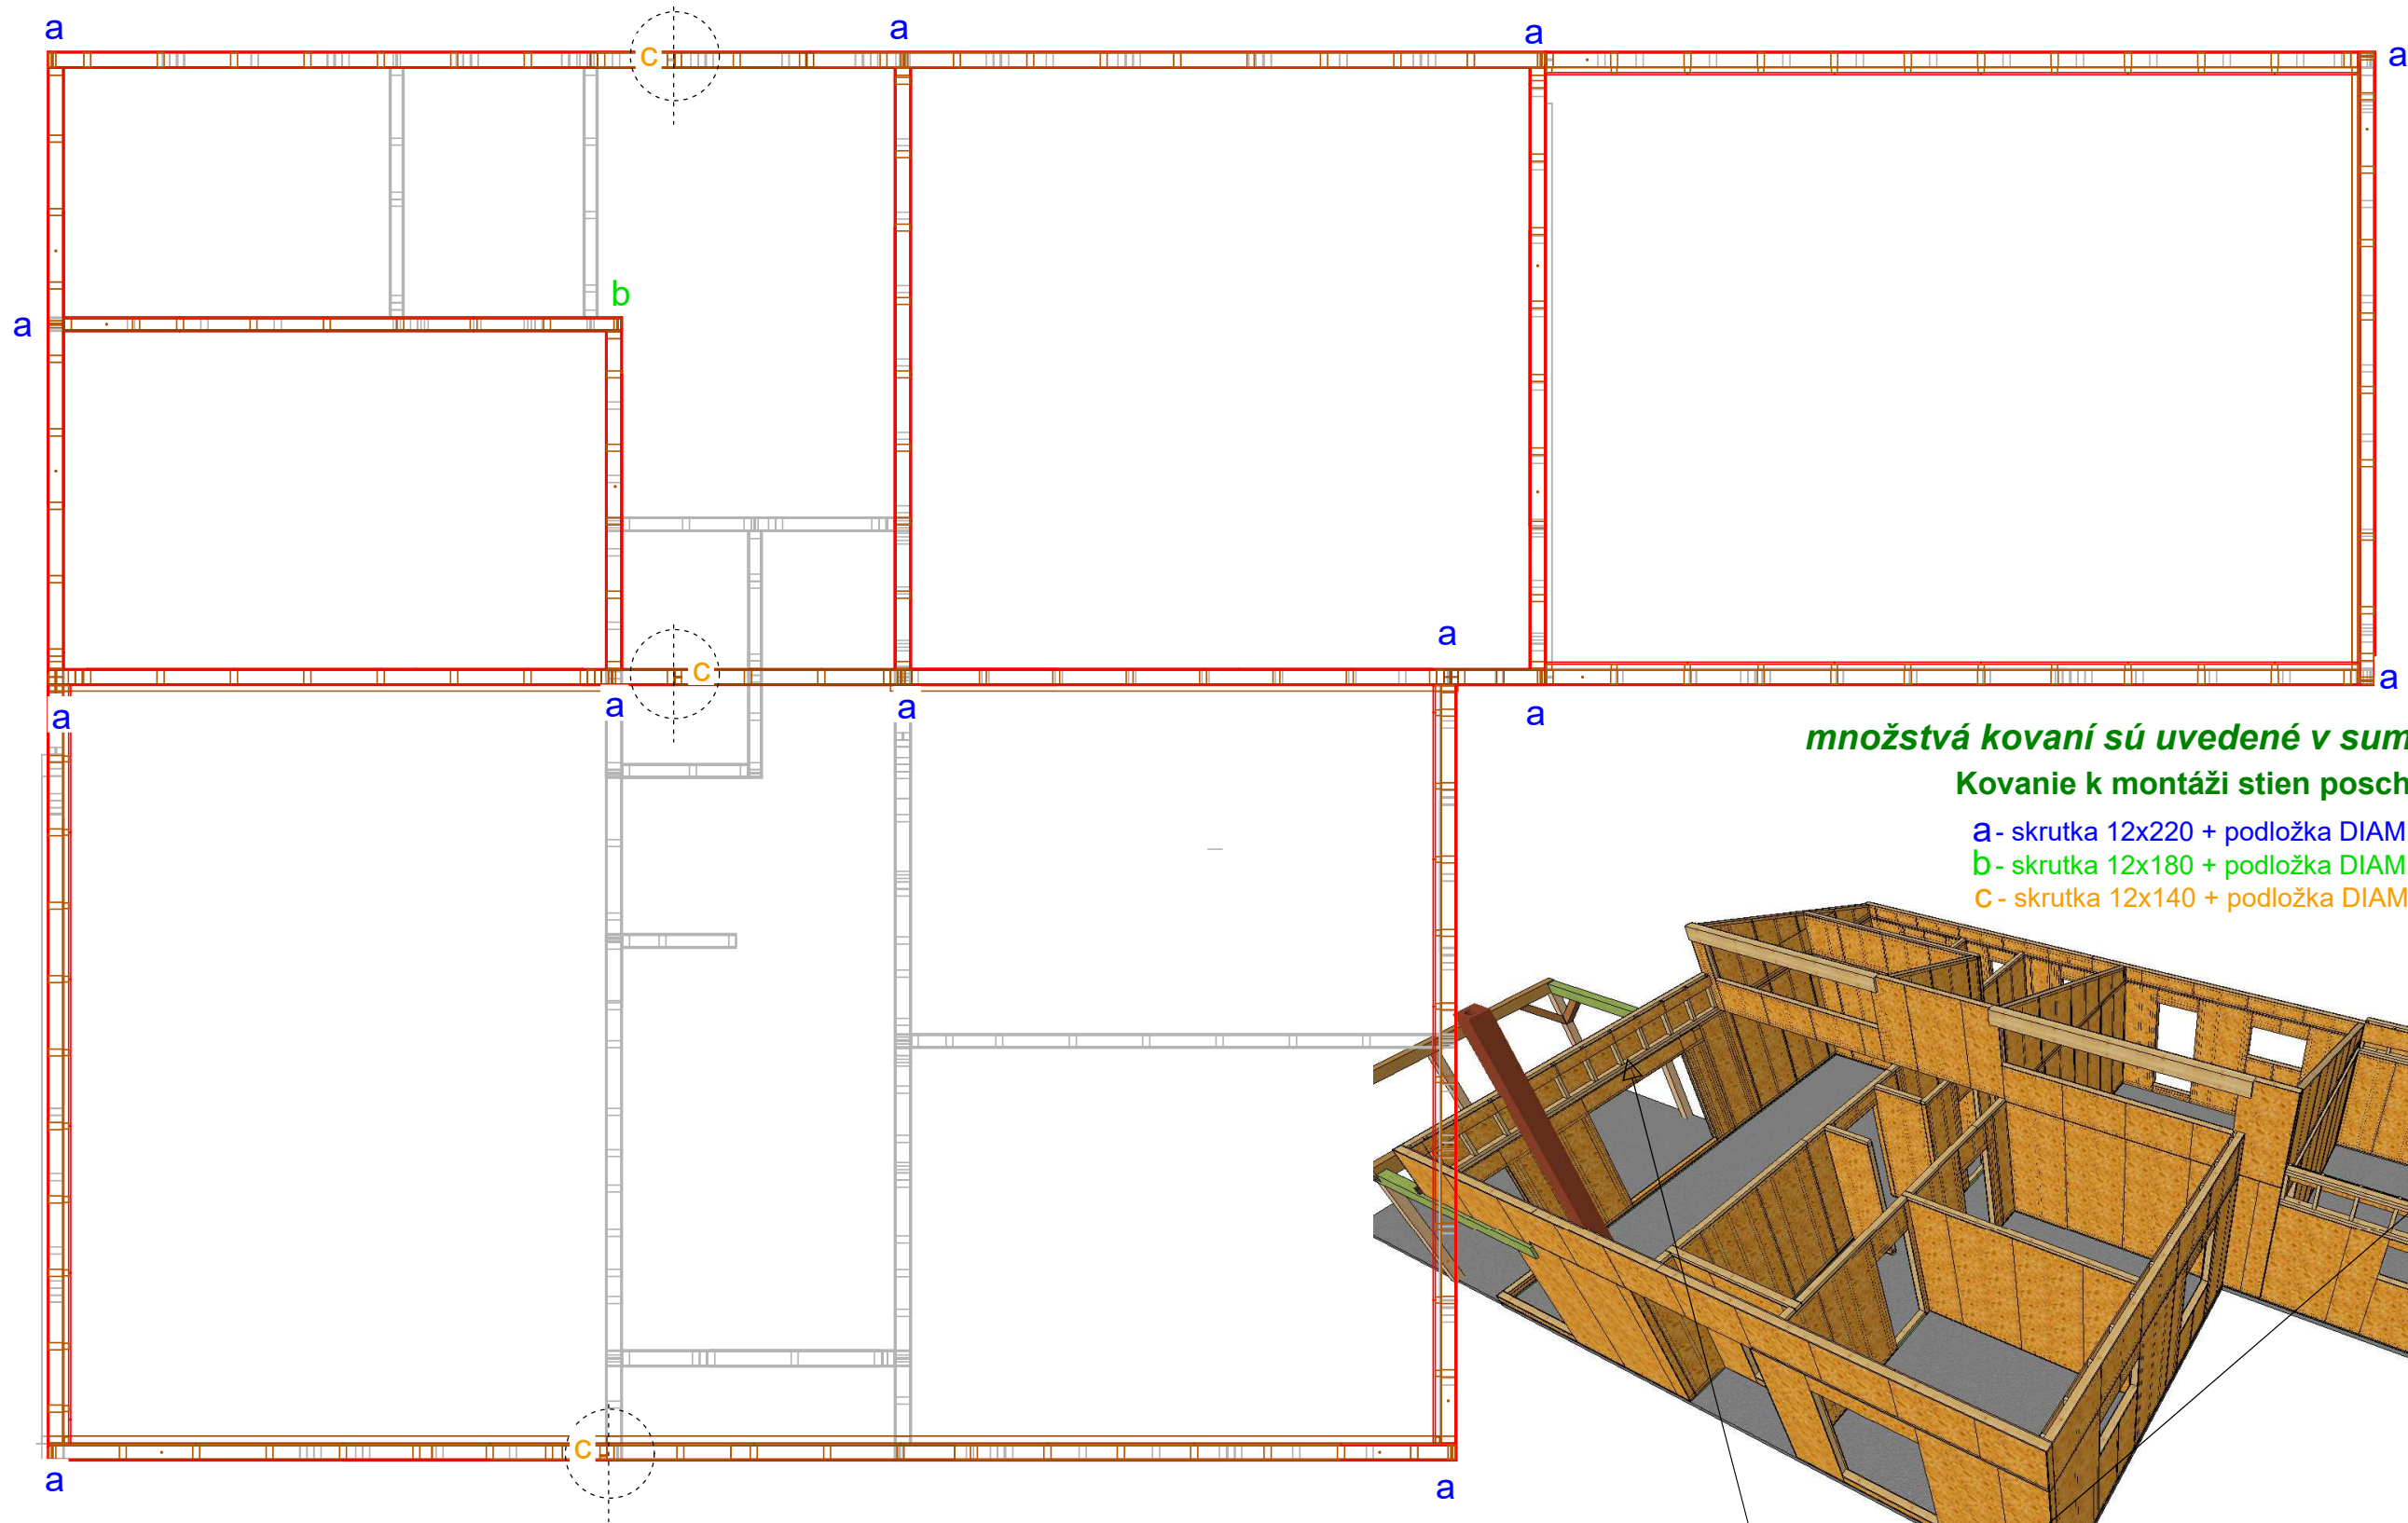 a
a
a
a
c
b
a
a
c
a
a
a
a
a
množstvá kovaní sú uvedené v sum
Kovanie k montáži stien posch
a - skrutka 12x220 + podložka DIAM
b - skrutka 12x180 + podložka DIAM
c - skrutka 12x140 + podložka DIAM
c
a
a